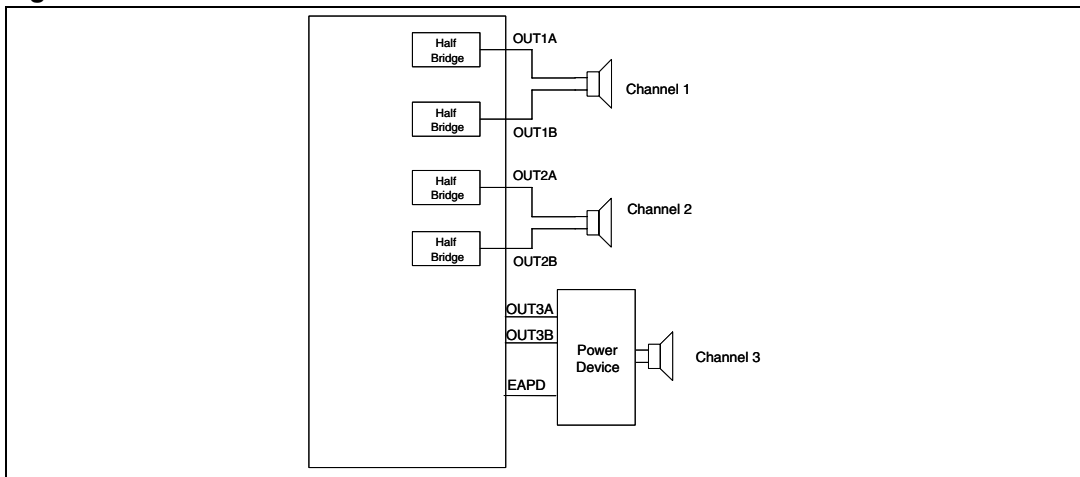 Half
Bridge
OUT1A
Channel 1
Half
Bridge
OUT1B
Half
Bridge
OUT2A
Channel 2
Half
Bridge
OUT2B
OUT3A
OUT3B
Power
Device
Channel 3
EAPD